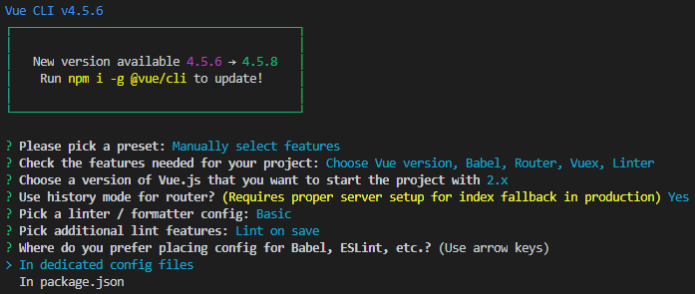 Vue CLI v4.5.6
New version available 4.5.6 → 4.5.8
Run npm i -g @vue/cli to update!
? Please pick a preset: Manually select features
? Check the features needed for your project: Choose Vue version, Babel, Router, Vuex, Linter
? Choose a version of Vue.js that you want to start the project with 2.x
? Use history mode for router? (Requires proper server setup for index fallback in production) Yes
? Pick a linter / formatter config: Basic
? Pick additional lint features: Lint on save
? Where do you prefer placing config for Babel, ESLint, etc.? (Use arrow keys)
> In dedicated config files
In package.json